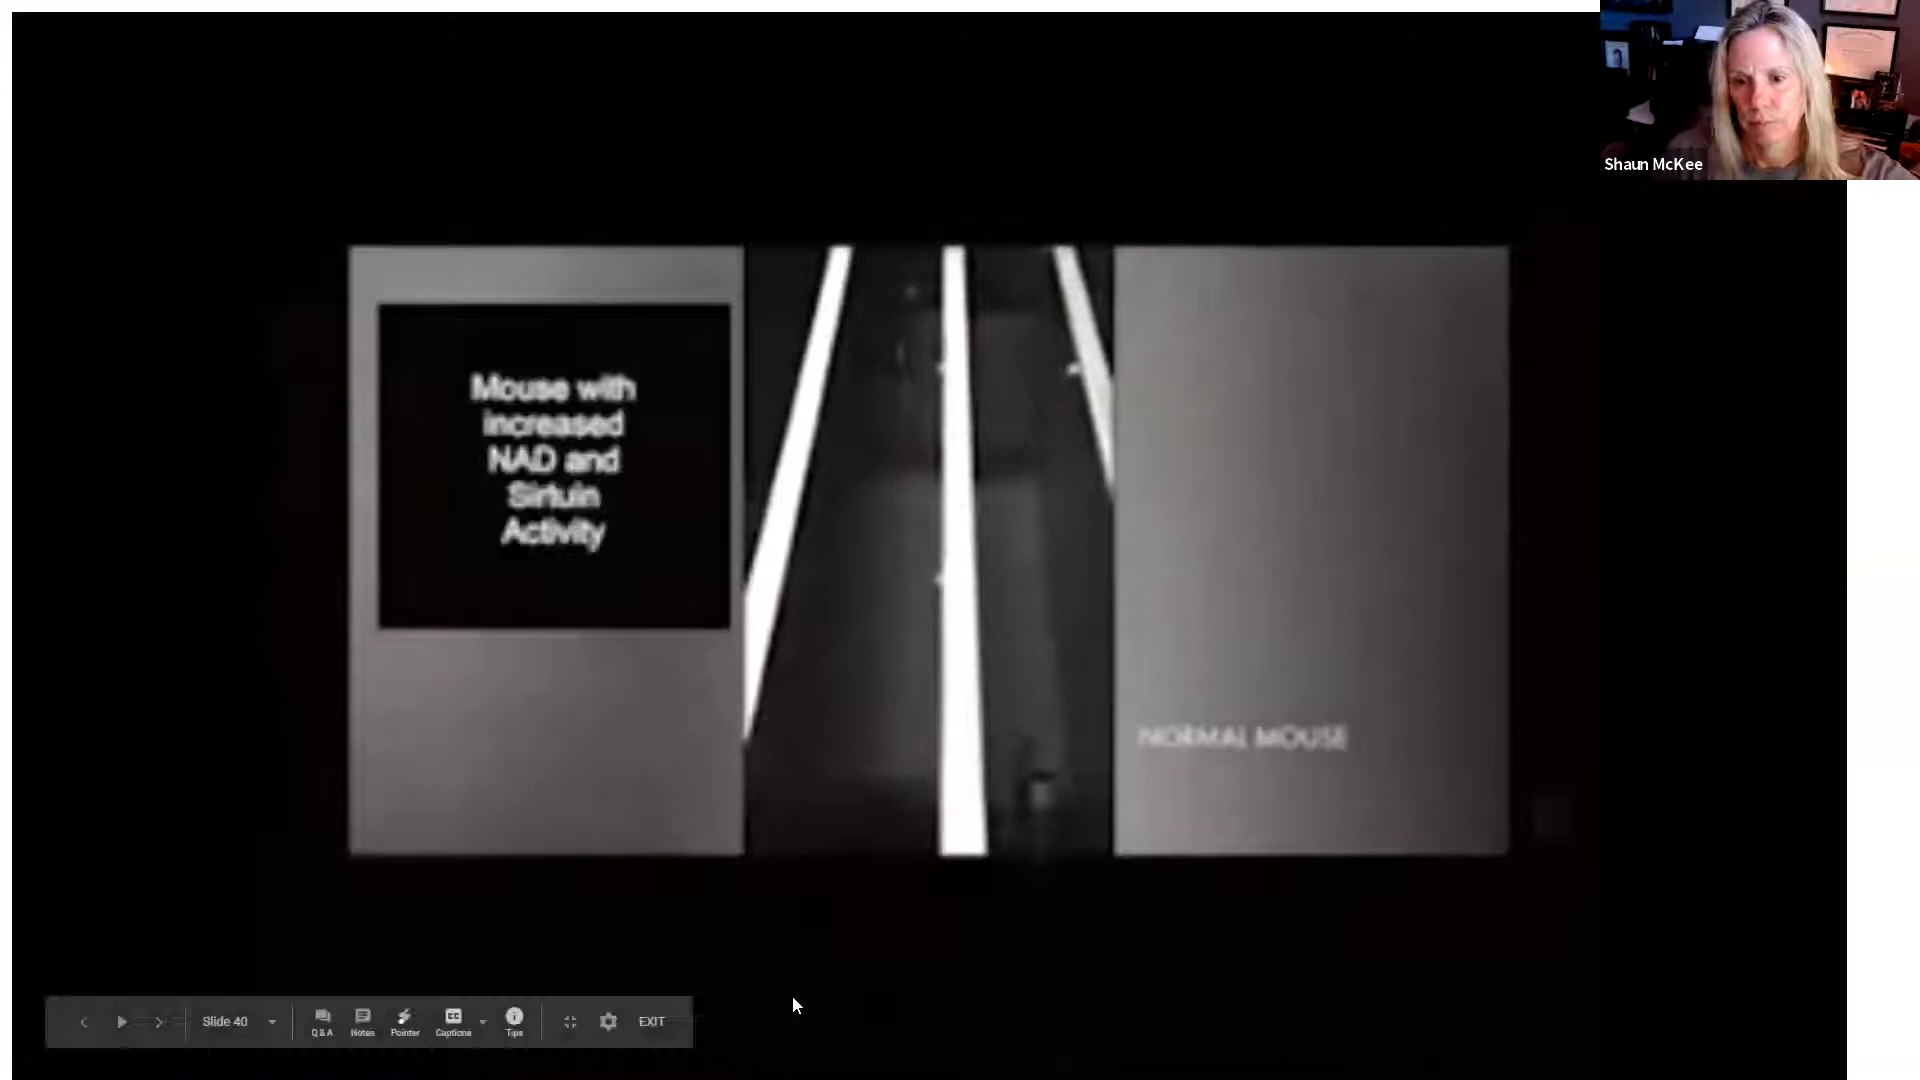 Shaun McKee
Mouse with
increased
NAD and
Sirtuin
Activity
NORMAL MOUSE
Slide 40
Q & A
Notes
Pointer
Captions
Tips
EXIT